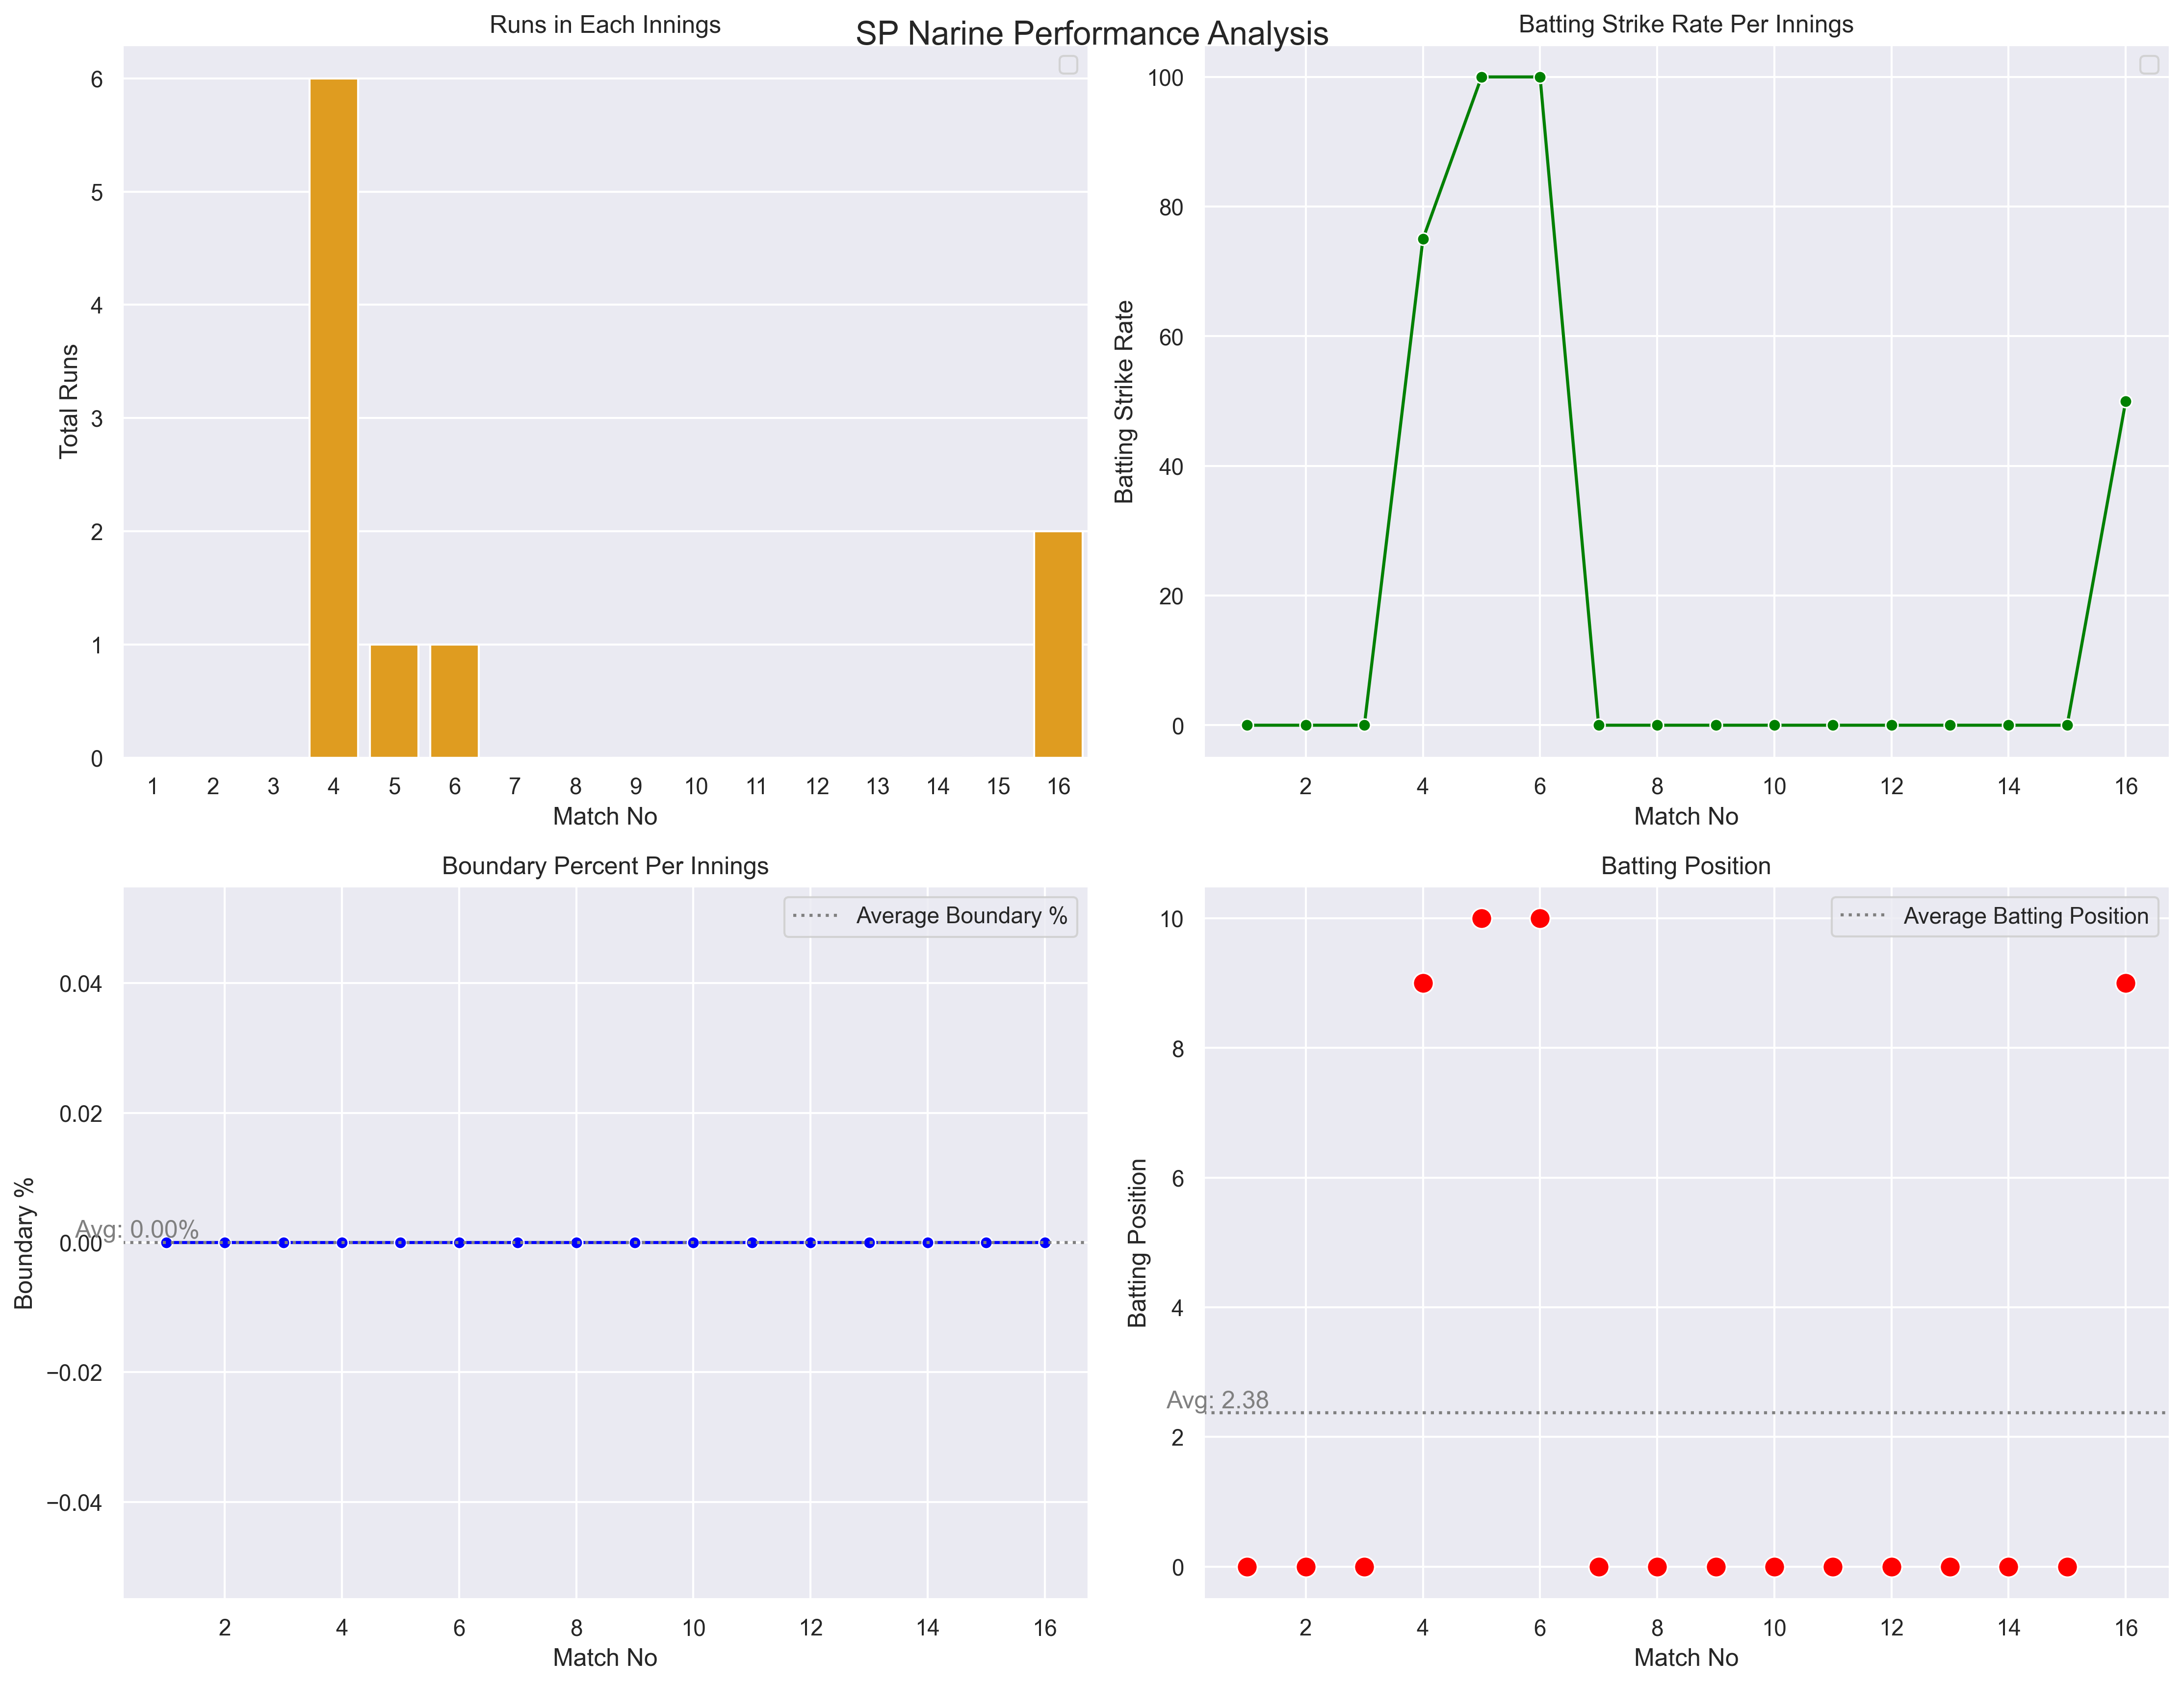 SP Narine Performance Analysis
Runs in Each Innings
Total Runs
6
5
4
3
2
1
0
1 2 3 4 5 6 7 8 9 10 11 12 13 14 15 16
Match No
Batting Strike Rate Per Innings
Batting Strike Rate
100
80
60
40
20
0
2 4 6 8 10 12 14 16
Match No
Boundary Percent Per Innings
Average Boundary %
Boundary %
0.04
0.02
Avg: 0.00%
0.00
−0.02
−0.04
2 4 6 8 10 12 14 16
Match No
Batting Position
Average Batting Position
Batting Position
10
8
6
4
Avg: 2.38
2
0
2 4 6 8 10 12 14 16
Match No